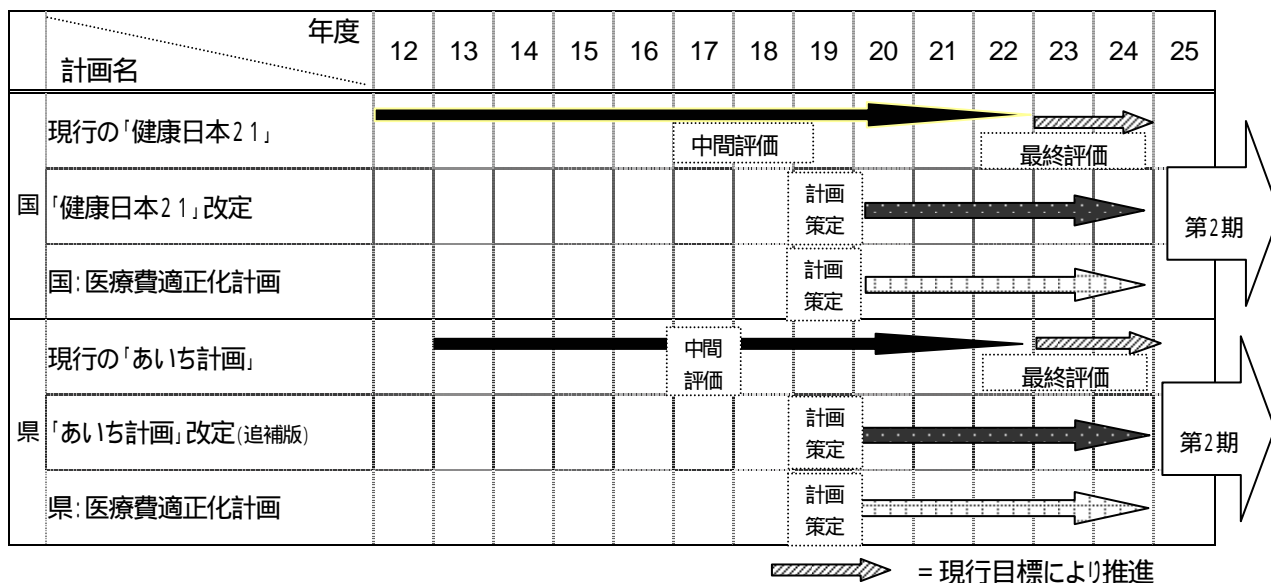 年度
計画名
12 13 14 15 16 17 18 19 20 21 22 23 24 25
国
現行の「健康日本２１」
中間評価
最終評価
「健康日本２１」改定
計画
策定
国：医療費適正化計画
計画
策定
第2期
県
現行の「あいち計画」
中間
評価
最終評価
「あいち計画」改定(追補版)
計画
策定
県：医療費適正化計画
計画
策定
第2期
＝現行目標により推進